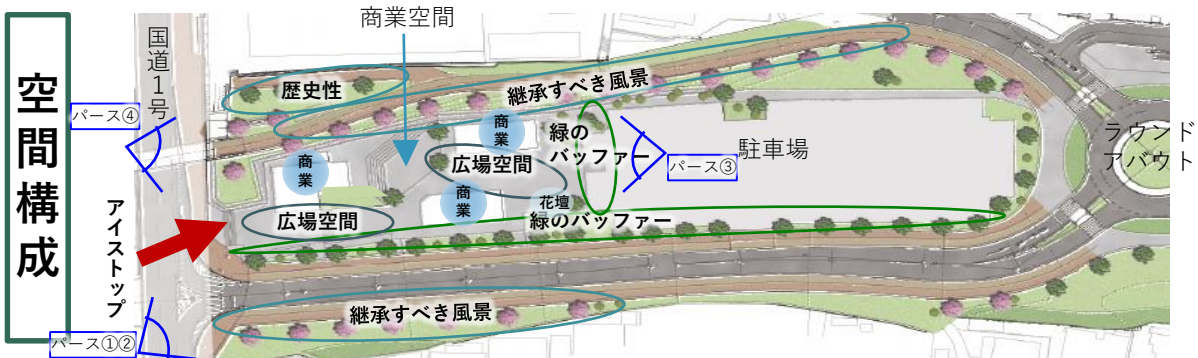 空間構成
国道1号
商業空間
パース④
歴史性
継承すべき風景
商業
緑の
バッファー
駐車場
ラウンド
アバウト
パース③
商業
広場空間
商業
花壇
緑のバッファー
広場空間
アイストップ
継承すべき風景
パース①②